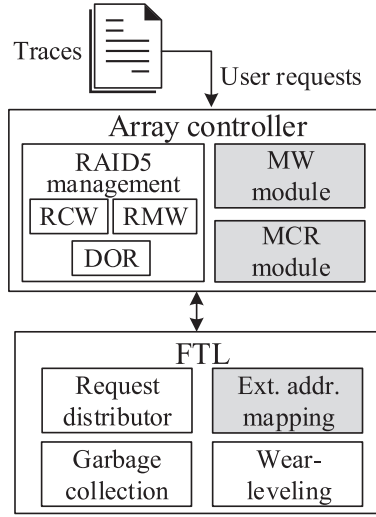 Traces
User requests
Array controller
RAID5
management
RCW RMW
DOR
MW
module
MCR
module
FTL
Request
distributor
Ext. addr.
mapping
Garbage
collection
Wear-
leveling